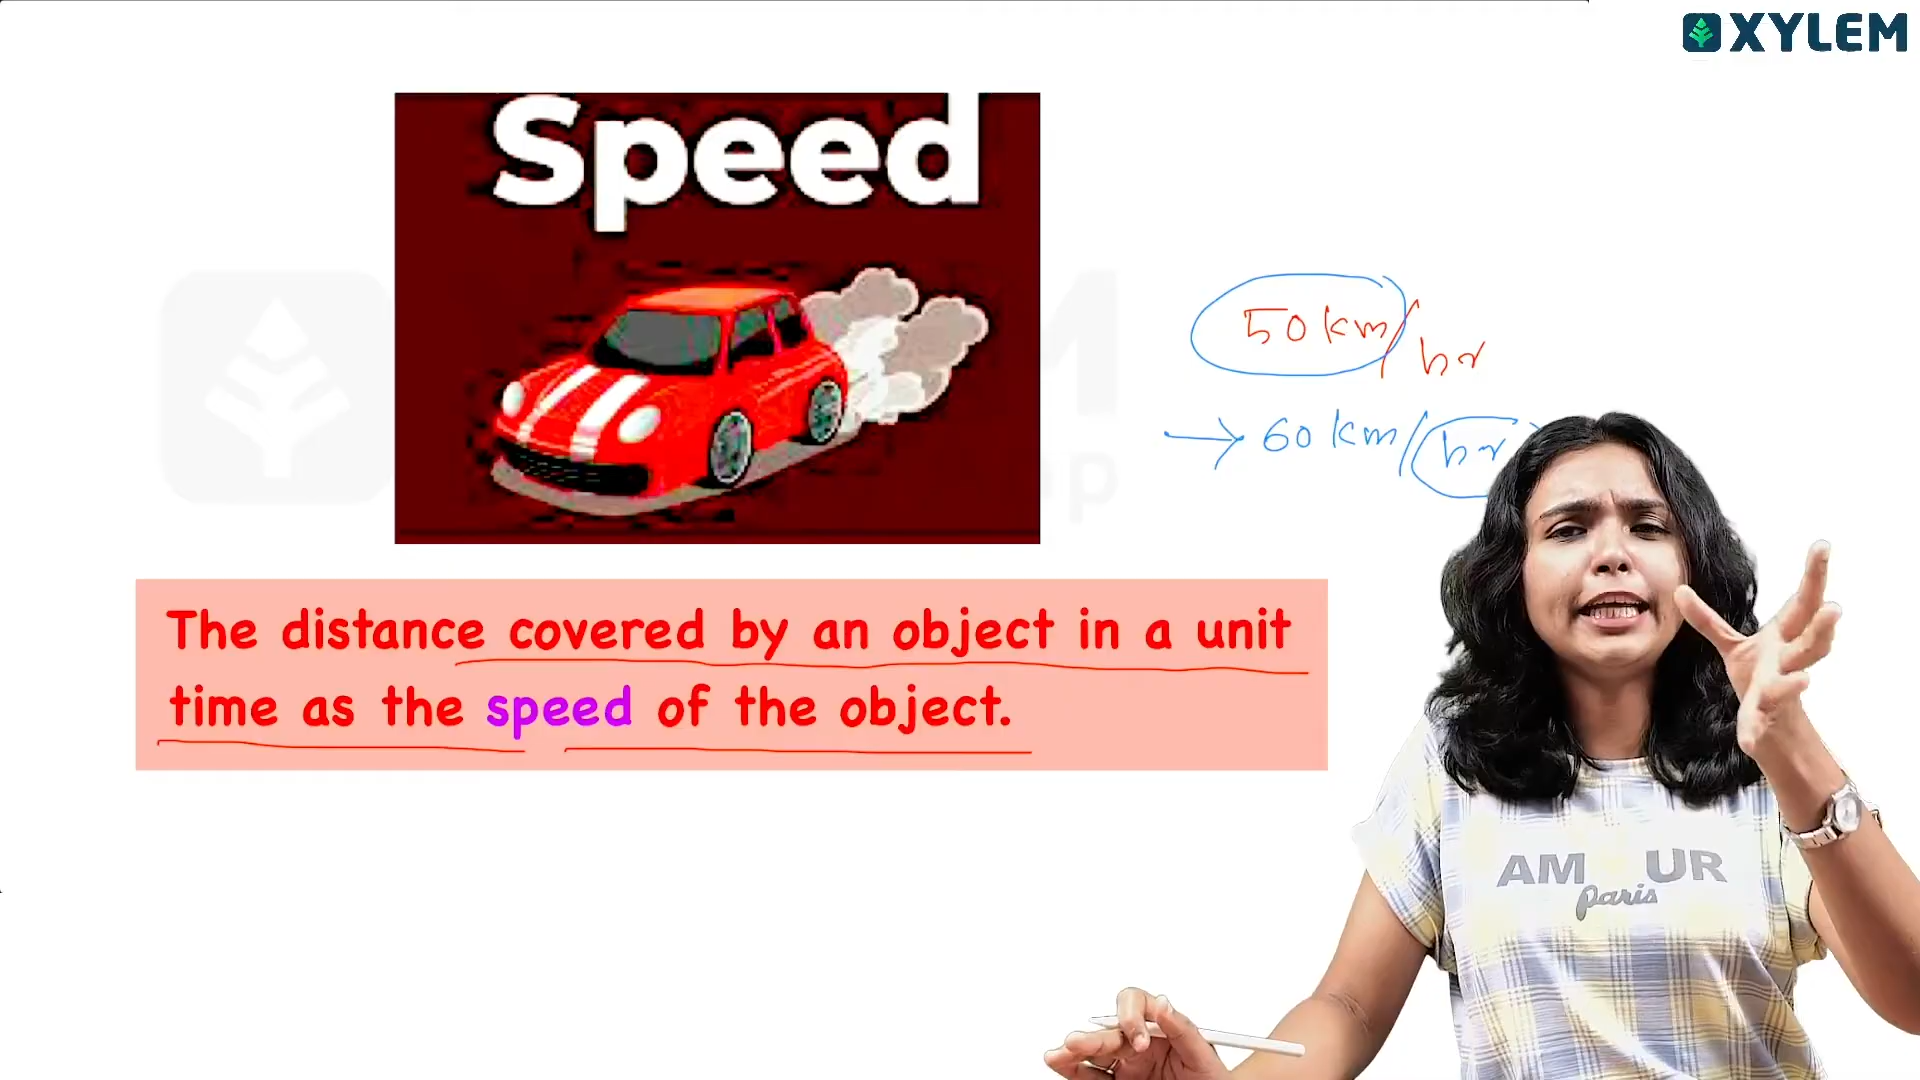 XYLEM
Speed
50 km/hr
→ 60 km/hr
The distance covered by an object in a unit
time as the speed of the object.
AM UR
paris